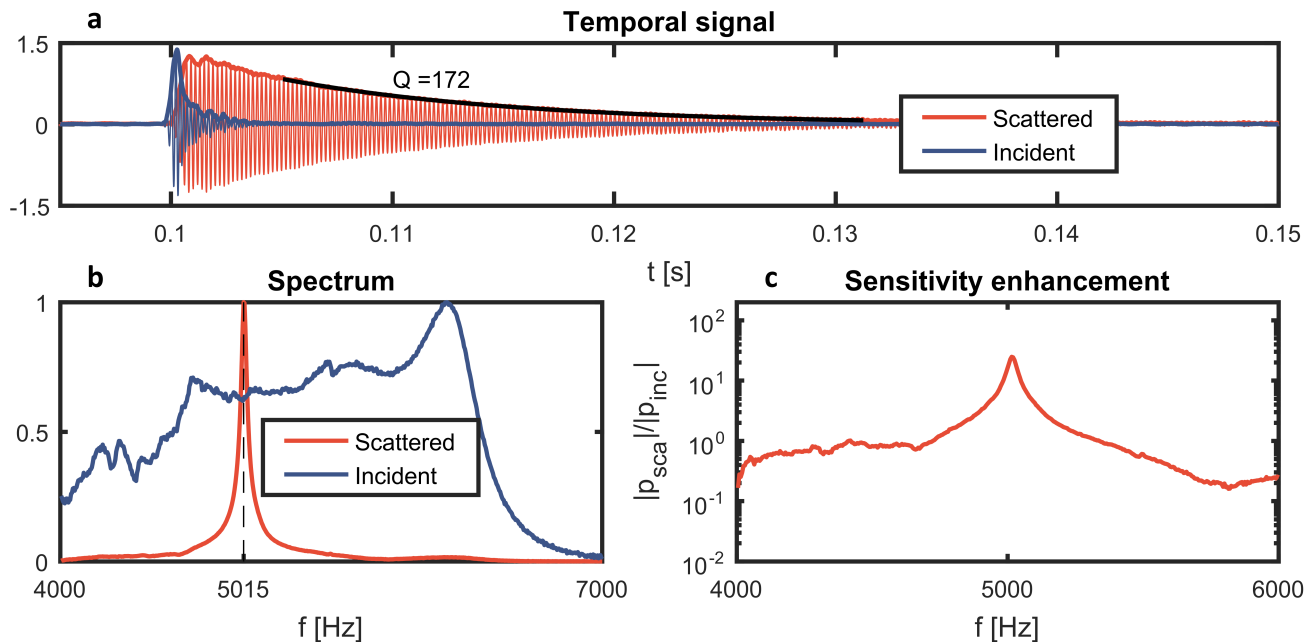 a
Temporal signal
1.5
0
-1.5
Q =172
Scattered
Incident
0.1
0.11
0.12
0.13
0.14
0.15
t [s]
b
Spectrum
1
0.5
0
Scattered
Incident
4000
5015
7000
f [Hz]
c
Sensitivity enhancement
|p_sca|/|p_inc|
10^2
10^1
10^0
10^-1
10^-2
4000
5000
6000
f [Hz]